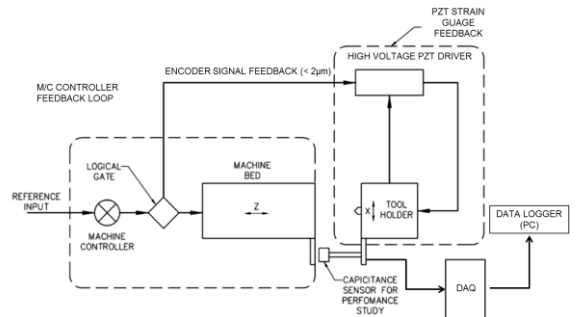 PZT STRAIN
GUAGE FEEDBACK
HIGH VOLTAGE PZT DRIVER
ENCODER SIGNAL FEEDBACK (< 2µm)
M/C CONTROLLER
FEEDBACK LOOP
LOGICAL
GATE
MACHINE
BED
REFERENCE
INPUT
Z
X
TOOL
HOLDER
MACHINE
CONTROLLER
DATA LOGGER
(PC)
CAPICITANCE
SENSOR FOR
PERFOMANCE
STUDY
DAQ